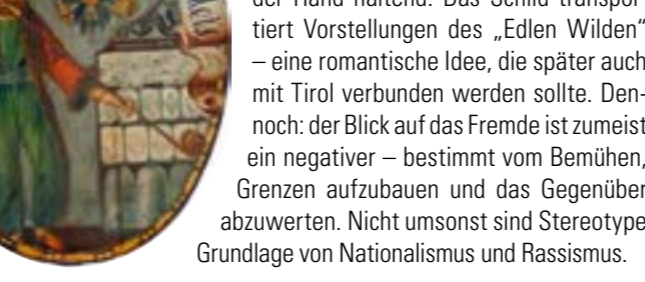 der Hand haltend. Das Schild transpor-
tiert Vorstellungen des „Edlen Wilden“
– eine romantische Idee, die später auch
mit Tirol verbunden werden sollte. Den-
noch: der Blick auf das Fremde ist zumeist
ein negativer – bestimmt vom Bemühen,
Grenzen aufzubauen und das Gegenüber
abzuwerten. Nicht umsonst sind Stereotype
Grundlage von Nationalismus und Rassismus.